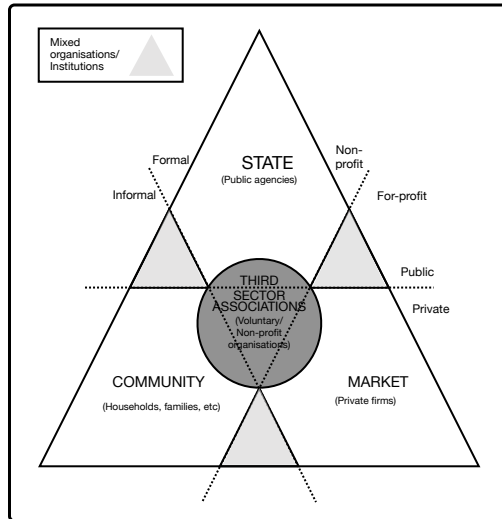 Mixed
organisations/
Institutions
Formal
Informal
STATE
(Public agencies)
Non-
profit
For-profit
Public
Private
THIRD
SECTOR
ASSOCIATIONS
(Voluntary/
Non-profit
organisations)
COMMUNITY
(Households, families, etc)
MARKET
(Private firms)